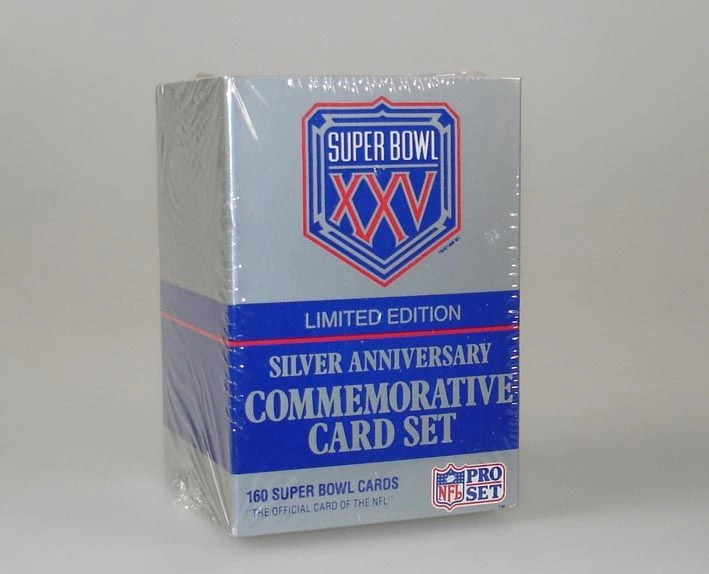 SUPER BOWL
XXV
LIMITED EDITION
SILVER ANNIVERSARY
COMMEMORATIVE
CARD SET
160 SUPER BOWL CARDS
"THE OFFICIAL CARD OF THE NFL"
NFL
PRO
SET
TM